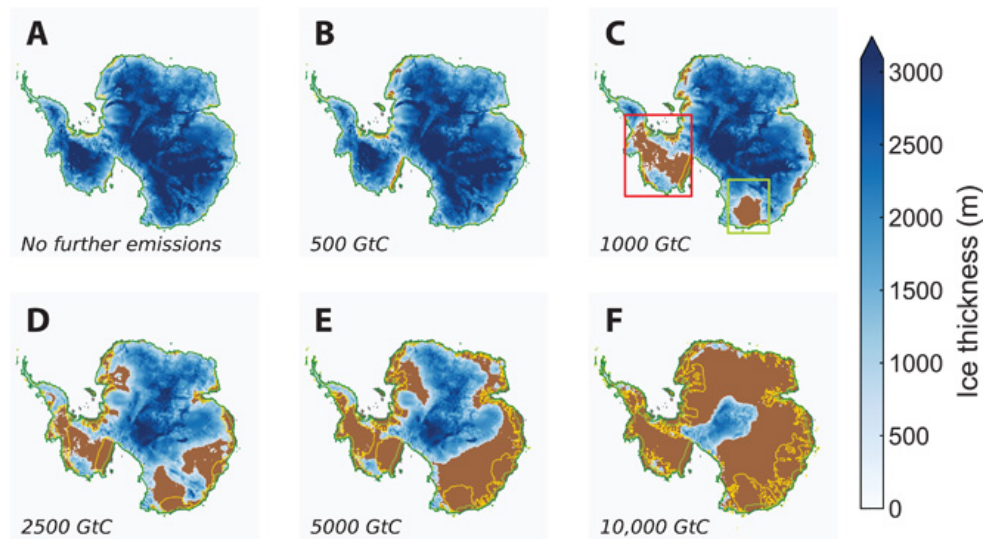 A
B
C
No further emissions
500 GtC
1000 GtC
D
E
F
2500 GtC
5000 GtC
10,000 GtC
3000
2500
2000
1500
1000
500
0
Ice thickness (m)